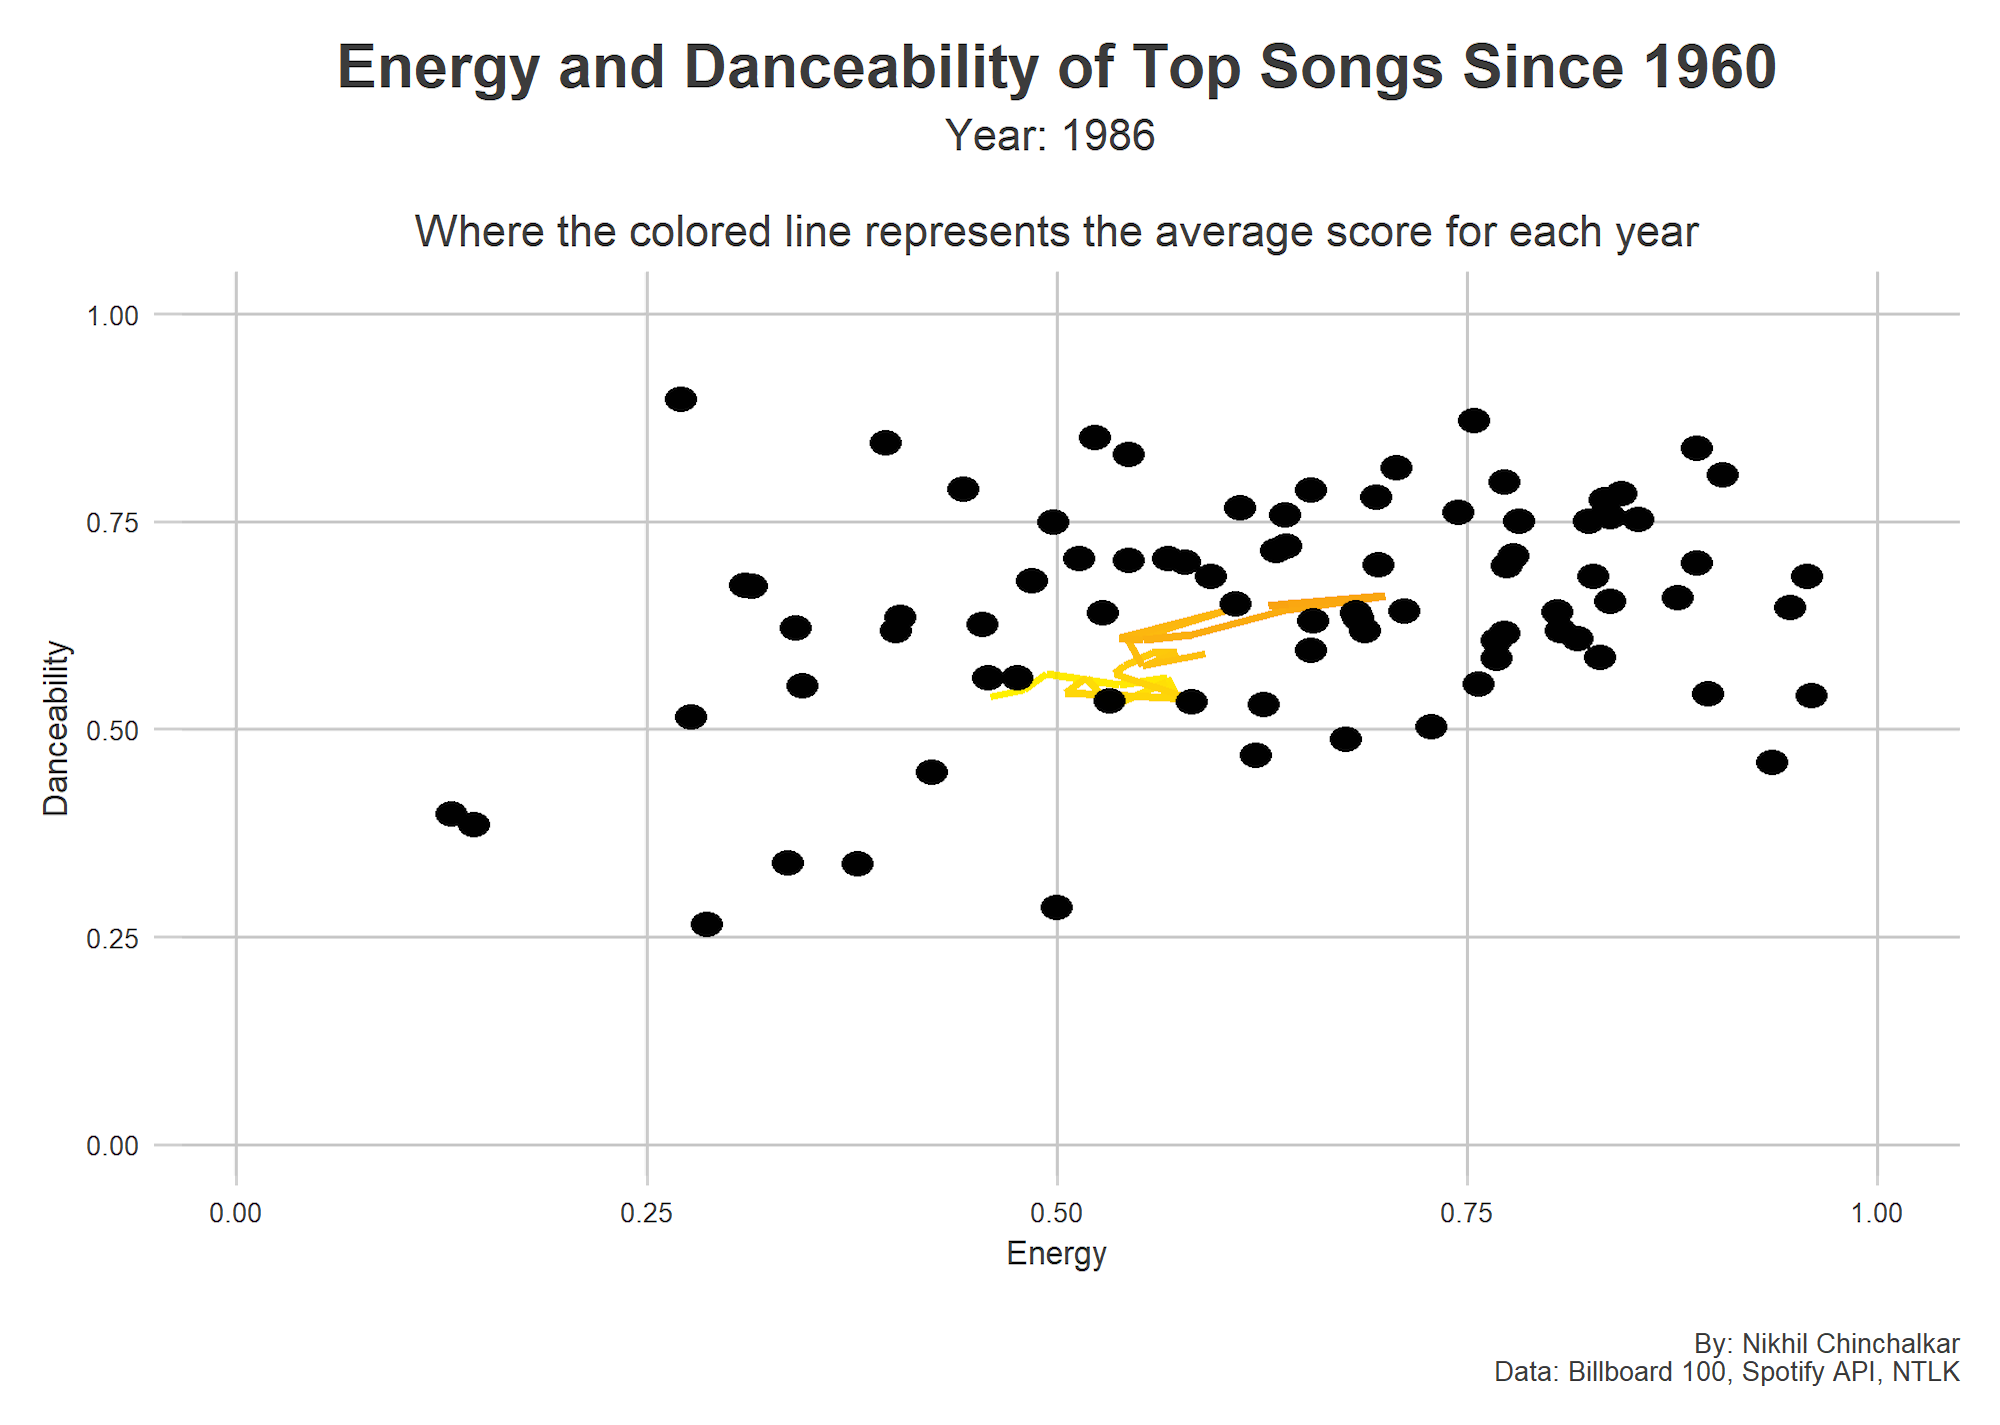 Energy and Danceability of Top Songs Since 1960
Year: 1986
Where the colored line represents the average score for each year
1.00
0.75
0.50
0.25
0.00
Danceability
0.00 0.25 0.50 0.75 1.00
Energy
By: Nikhil Chinchalkar
Data: Billboard 100, Spotify API, NTLK